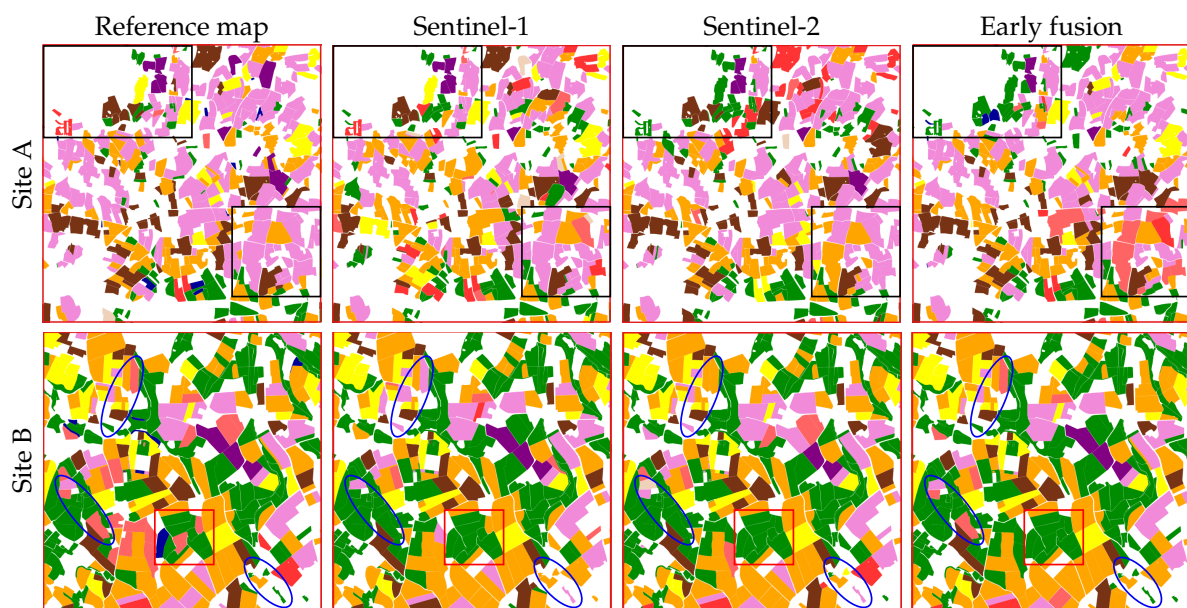 Reference map
Sentinel-1
Sentinel-2
Early fusion
Site A
Site B